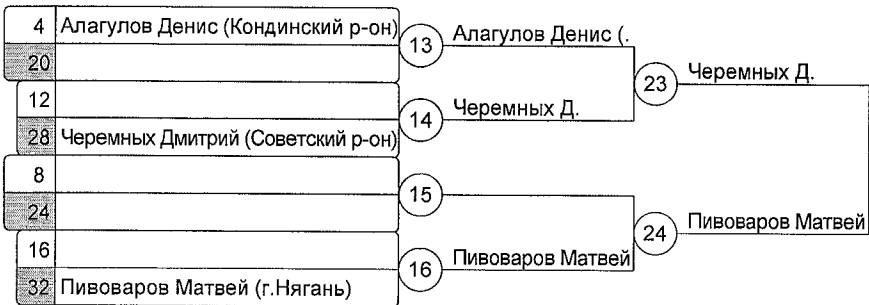 4 Алагулов Денис (Кондинский р-он)
20
13
Алагулов Денис (.
12
28 Черемных Дмитрий (Советский р-он)
14
Черемных Д.
23
Черемных Д.
8
24
15
16
32 Пивоваров Матвей (г.Нягань)
16
Пивоваров Матвей
24
Пивоваров Матвей